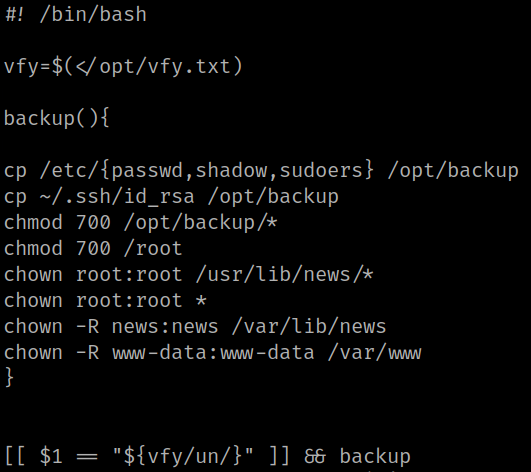 #! /bin/bash
vfy=$(</opt/vfy.txt)
backup(){
cp /etc/{passwd,shadow,sudoers} /opt/backup
cp ~/.ssh/id_rsa /opt/backup
chmod 700 /opt/backup/*
chmod 700 /root
chown root:root /usr/lib/news/*
chown root:root *
chown -R news:news /var/lib/news
chown -R www-data:www-data /var/www
}
[[ $1 == "${vfy/un/}" ]] && backup